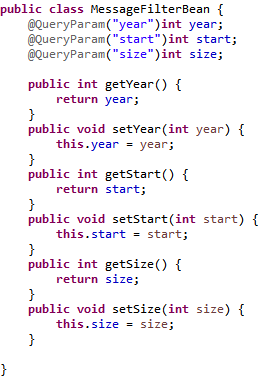 public class MessageFilterBean {
    @QueryParam("year")int year;
    @QueryParam("start")int start;
    @QueryParam("size")int size;

    public int getYear() {
        return year;
    }
    public void setYear(int year) {
        this.year = year;
    }
    public int getStart() {
        return start;
    }
    public void setStart(int start) {
        this.start = start;
    }
    public int getSize() {
        return size;
    }
    public void setSize(int size) {
        this.size = size;
    }

}